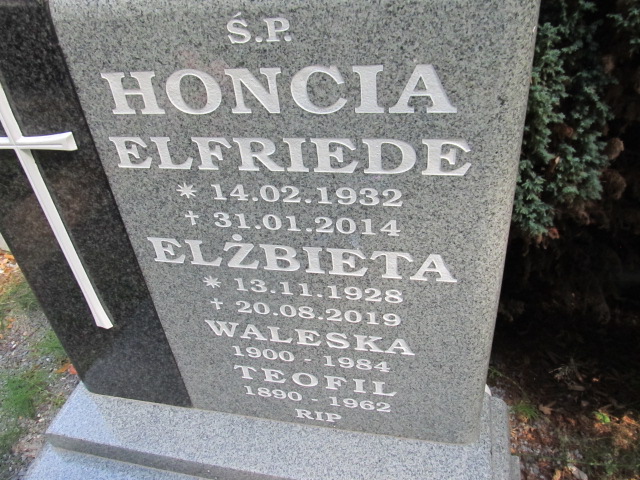 Ś.P.
HONCIA
ELFRIEDE
* 14.02.1932
✝ 31.01.2014
ELŻBIETA
* 13.11.1928
✝ 20.08.2019
WALESKA
1900 - 1984
TEOFIL
1890 - 1962
RIP